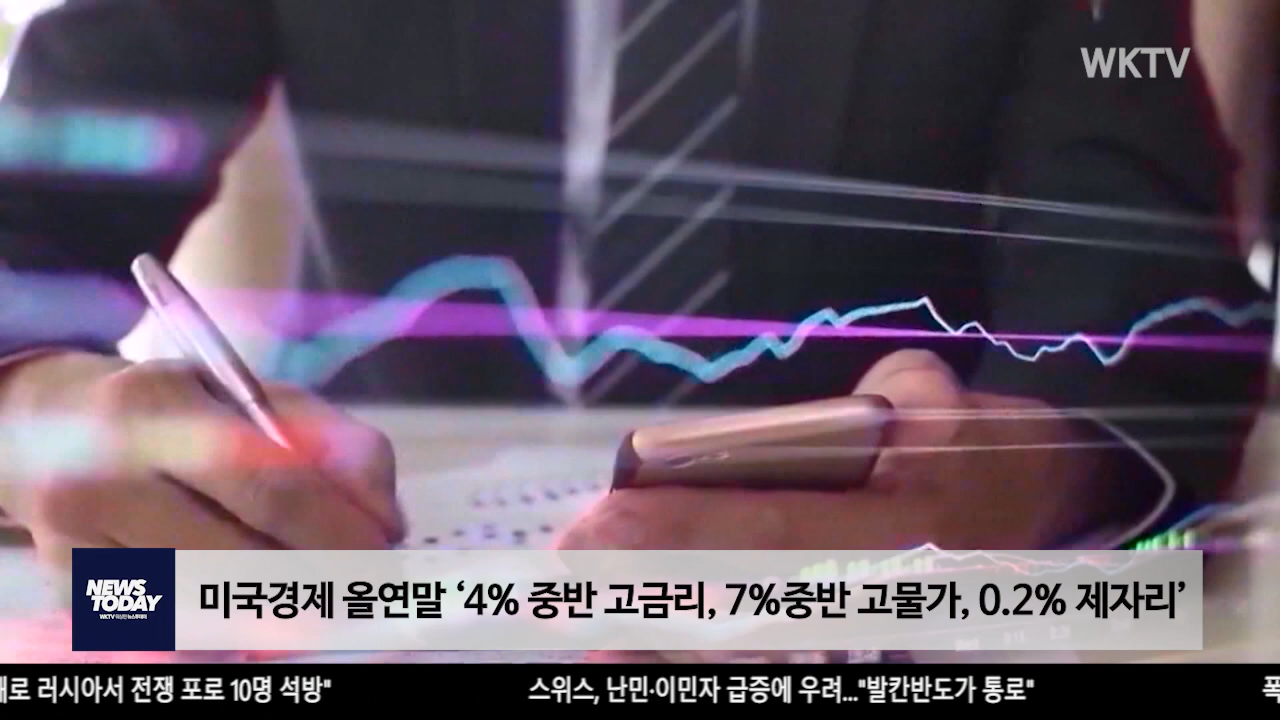 WKTV
NEWS
TODAY
미국경제 올연말 ‘4% 중반 고금리, 7%중반 고물가, 0.2% 제자리’
러시아서 전쟁 포로 10명 석방"
스위스, 난민·이민자 급증에 우려..."발칸반도가 통로"